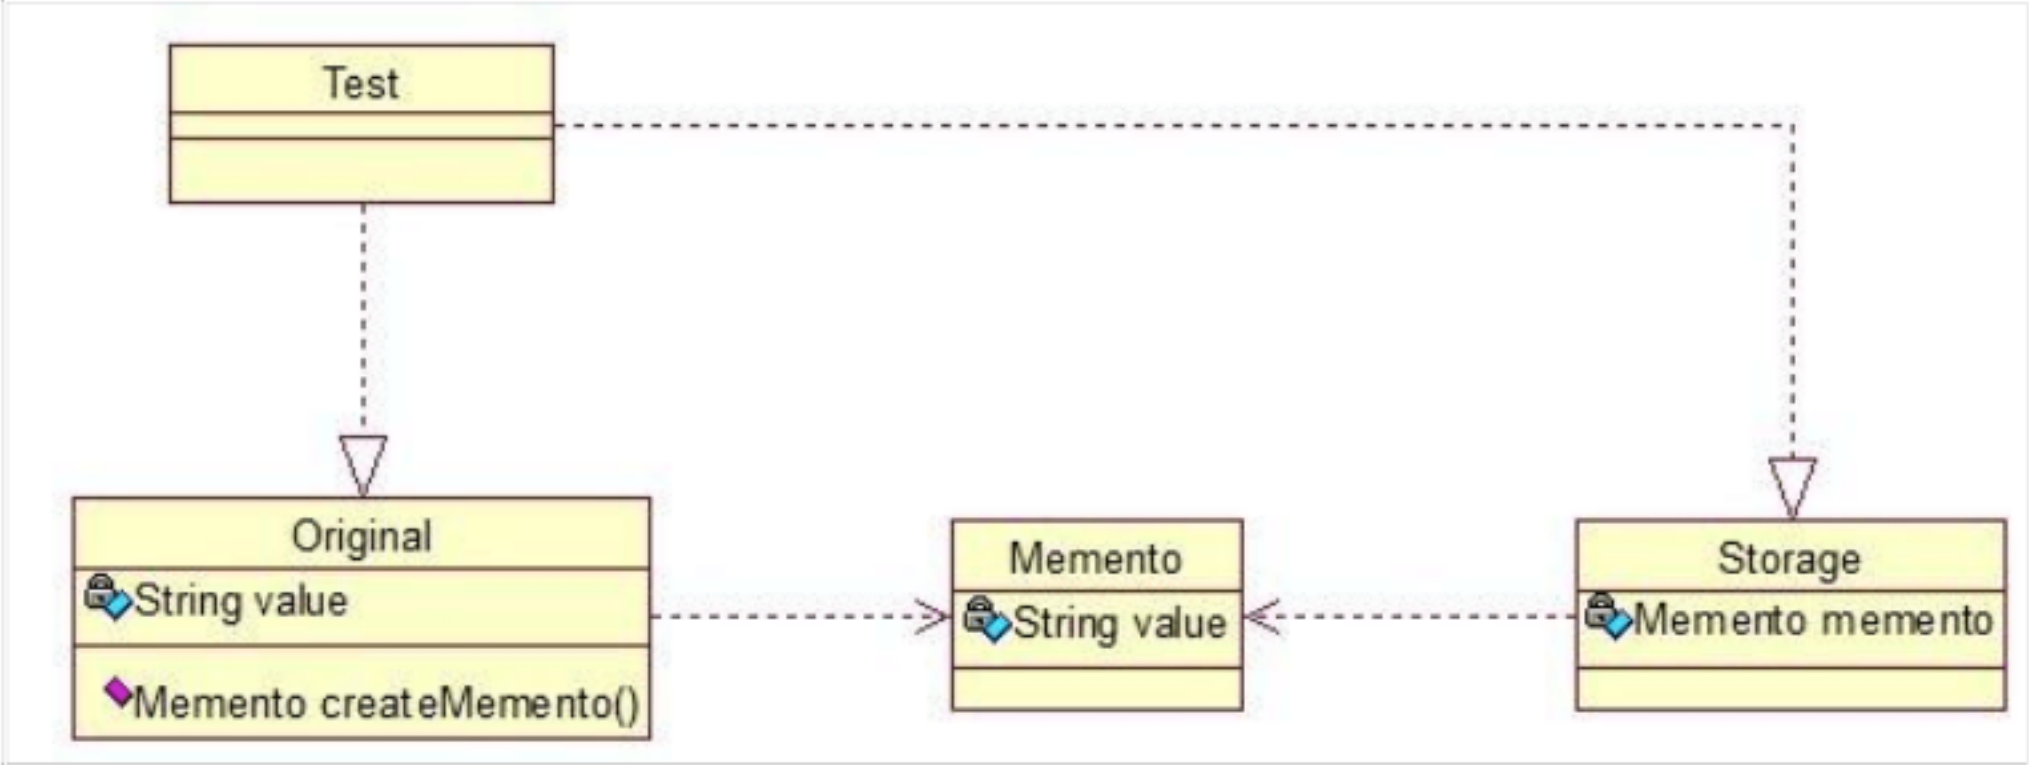 Test
Original
String value
Memento createMemento()
Memento
String value
Storage
Memento memento